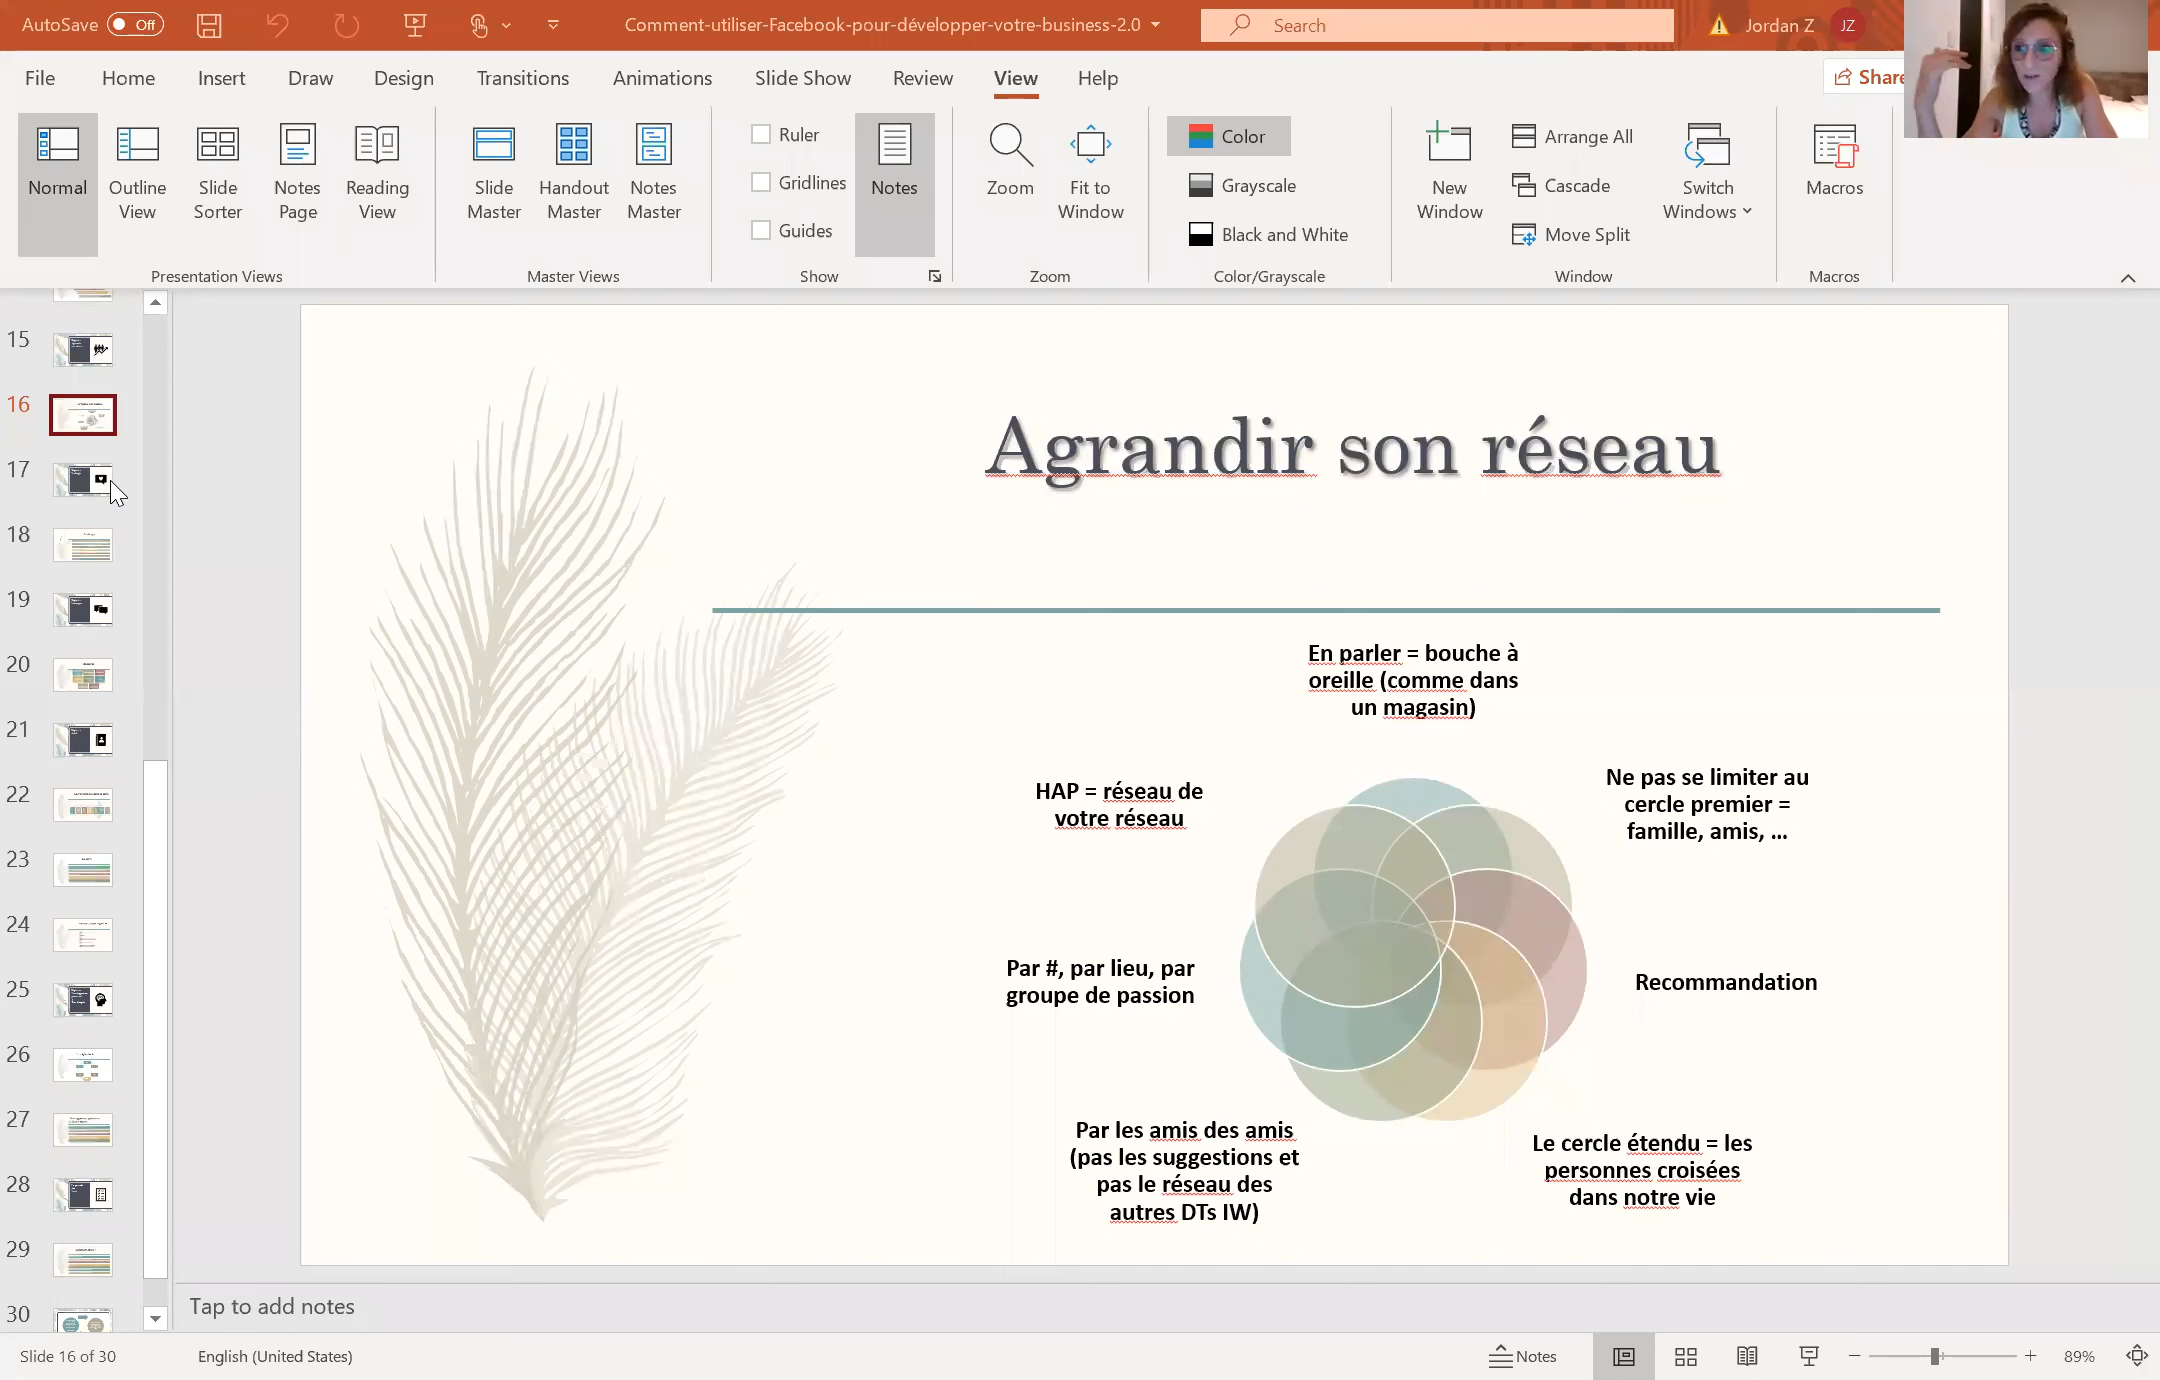 AutoSave Off
Comment-utiliser-Facebook-pour-développer-votre-business-2.0
Search
Jordan Z JZ
File Home Insert Draw Design Transitions Animations Slide Show Review View Help
Share
Normal
Outline View
Slide Sorter
Notes Page
Reading View
Presentation Views
Slide Master
Handout Master
Notes Master
Master Views
Ruler
Gridlines
Guides
Notes
Show
Zoom
Fit to Window
Zoom
Color
Grayscale
Black and White
Color/Grayscale
New Window
Arrange All
Cascade
Move Split
Switch Windows
Window
Macros
Macros
15
16
17
18
19
20
21
22
23
24
25
26
27
28
29
30
Agrandir son réseau
En parler = bouche à
oreille (comme dans
un magasin)
Ne pas se limiter au
cercle premier =
famille, amis, ...
HAP = réseau de
votre réseau
Recommandation
Par #, par lieu, par
groupe de passion
Le cercle étendu = les
personnes croisées
dans notre vie
Par les amis des amis
(pas les suggestions et
pas le réseau des
autres DTs IW)
Tap to add notes
Slide 16 of 30
English (United States)
Notes
89%